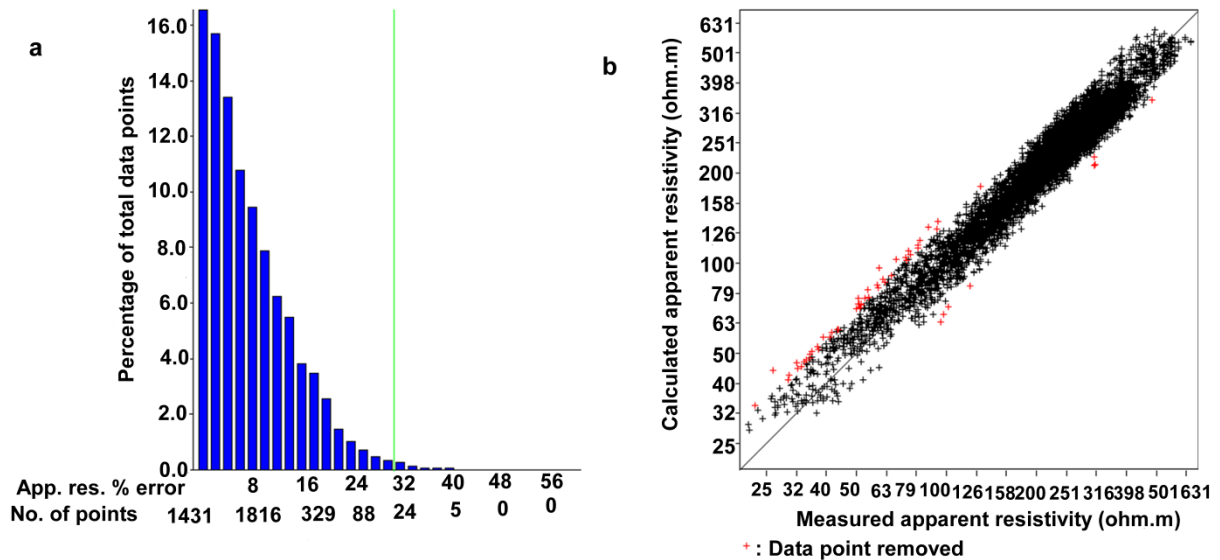 a
Percentage of total data points
16.0
14.0
12.0
10.0
8.0
6.0
4.0
2.0
0.0
App. res. % error 8 16 24 32 40 48 56
No. of points 1431 1816 329 88 24 5 0 0
b
Calculated apparent resistivity (ohm.m)
631
501
398
316
251
200
158
126
100
79
63
50
40
32
25
25 32 40 50 63 79 100 126 158 200 251 316 398 501 631
Measured apparent resistivity (ohm.m)
+ : Data point removed